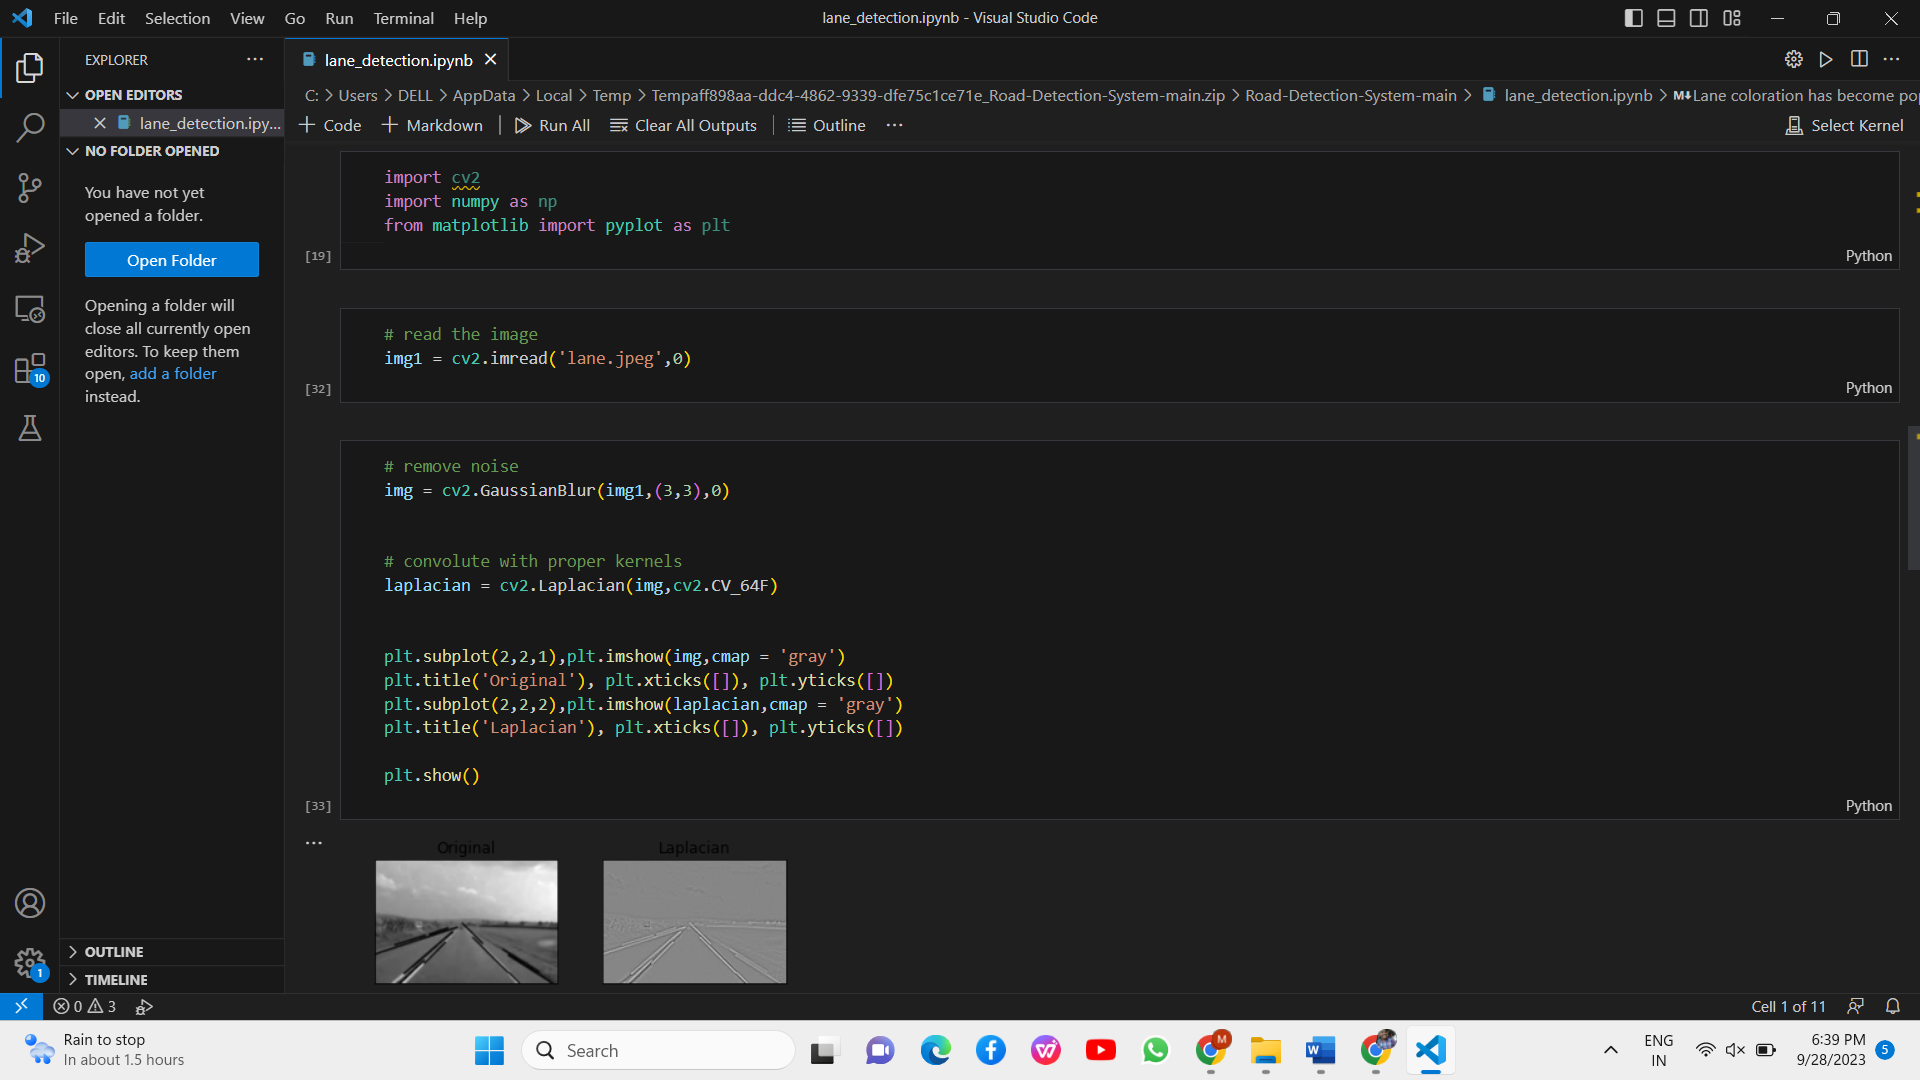 File Edit Selection View Go Run Terminal Help
lane_detection.ipynb - Visual Studio Code
EXPLORER
OPEN EDITORS
lane_detection.ipy...
NO FOLDER OPENED
You have not yet
opened a folder.
Open Folder
Opening a folder will
close all currently open
editors. To keep them
open, add a folder
instead.
OUTLINE
TIMELINE
10
1
lane_detection.ipynb
C: > Users > DELL > AppData > Local > Temp > Tempaff898aa-ddc4-4862-9339-dfe75c1ce71e_Road-Detection-System-main.zip > Road-Detection-System-main > lane_detection.ipynb > M↓Lane coloration has become po
+ Code + Markdown Run All Clear All Outputs Outline ... Select Kernel
import cv2
import numpy as np
from matplotlib import pyplot as plt
[19] Python
# read the image
img1 = cv2.imread('lane.jpeg',0)
[32] Python
# remove noise
img = cv2.GaussianBlur(img1,(3,3),0)
# convolute with proper kernels
laplacian = cv2.Laplacian(img,cv2.CV_64F)
plt.subplot(2,2,1),plt.imshow(img,cmap = 'gray')
plt.title('Original'), plt.xticks([]), plt.yticks([])
plt.subplot(2,2,2),plt.imshow(laplacian,cmap = 'gray')
plt.title('Laplacian'), plt.xticks([]), plt.yticks([])
plt.show()
[33] Python
Original Laplacian
0 3
Cell 1 of 11
Rain to stop
In about 1.5 hours
Search
M
W
ENG
IN
6:39 PM
9/28/2023
5